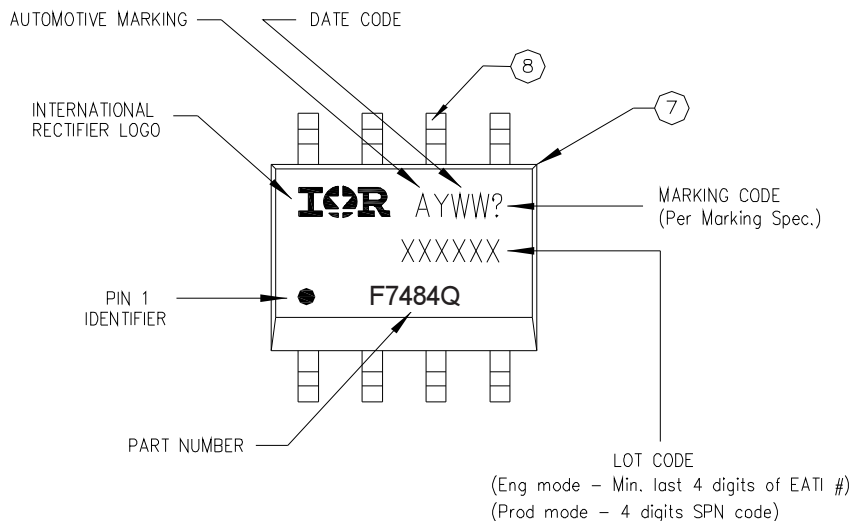 AUTOMOTIVE MARKING
DATE CODE
8
INTERNATIONAL
RECTIFIER LOGO
7
IOR
AYWW?
MARKING CODE
(Per Marking Spec.)
XXXXXX
PIN 1
IDENTIFIER
F7484Q
PART NUMBER
LOT CODE
(Eng mode – Min. last 4 digits of EATI #)
(Prod mode – 4 digits SPN code)